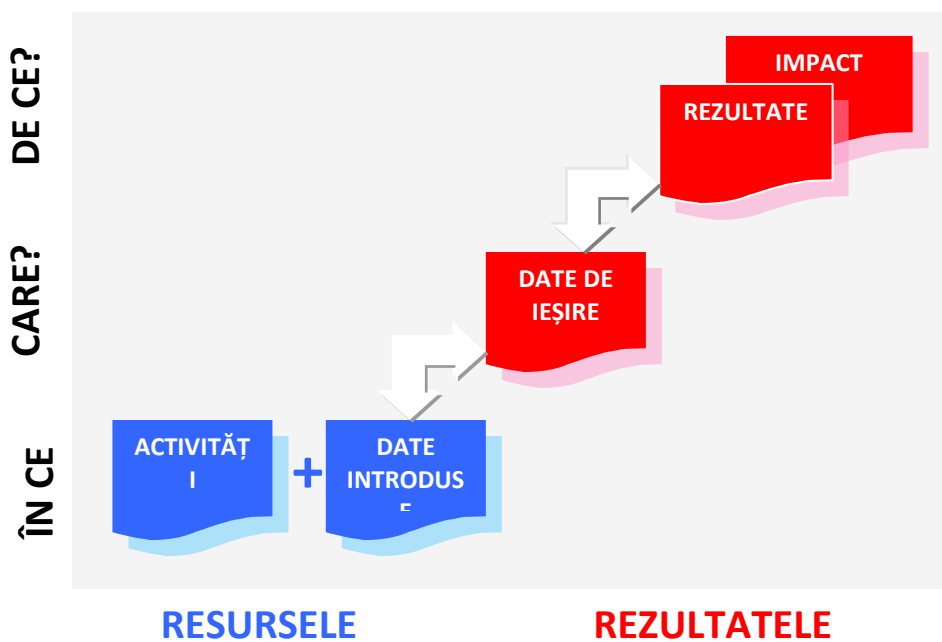 DE CE?
IMPACT
REZULTATE
CARE?
DATE DE
IEȘIRE
ÎN CE
ACTIVITĂȚ
I
+
DATE
INTRODUS
E
RESURSELE
REZULTATELE